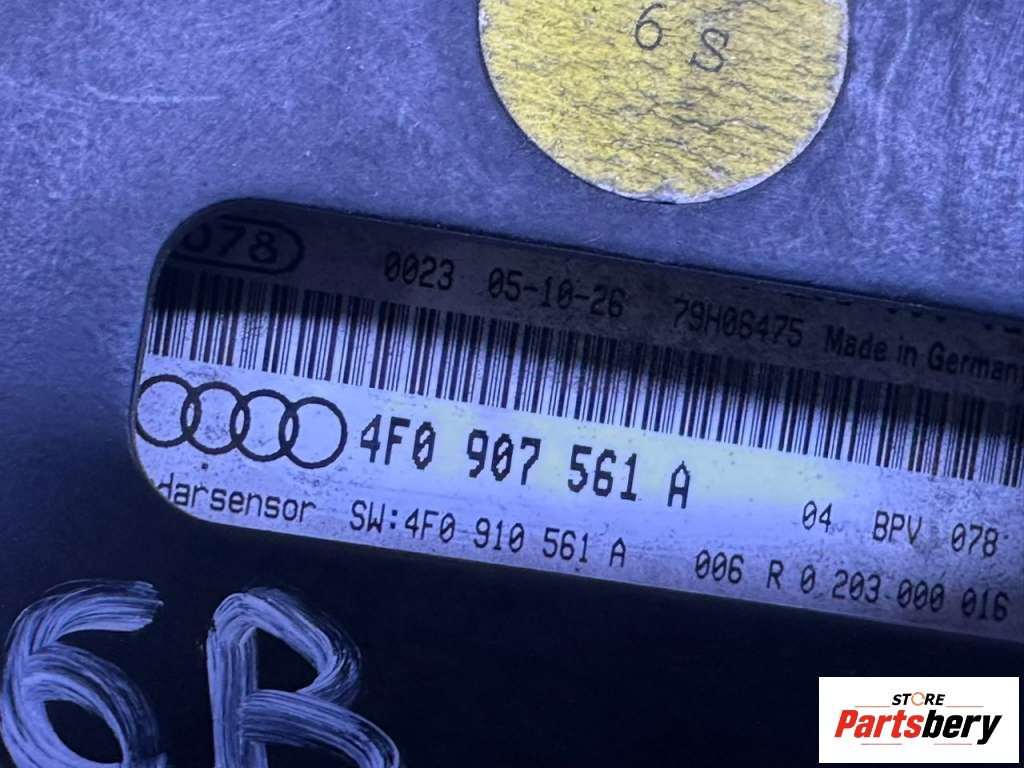 6 S
078
0023 05-10-26 79H06475 Made in German
4F0 907 561 A
04 BPV 078
darsensor SW:4F0 910 561 A 006 R 0 203 000 016
6B
STORE
Partsbery